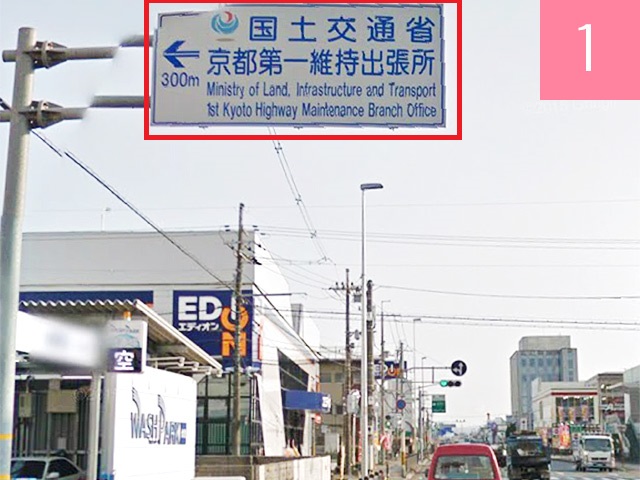 国土交通省
京都第一維持出張所
300m
Ministry of Land, Infrastructure and Transport
1st Kyoto Highway Maintenance Branch Office
1
EDION
エディオン
空
WASH PARK